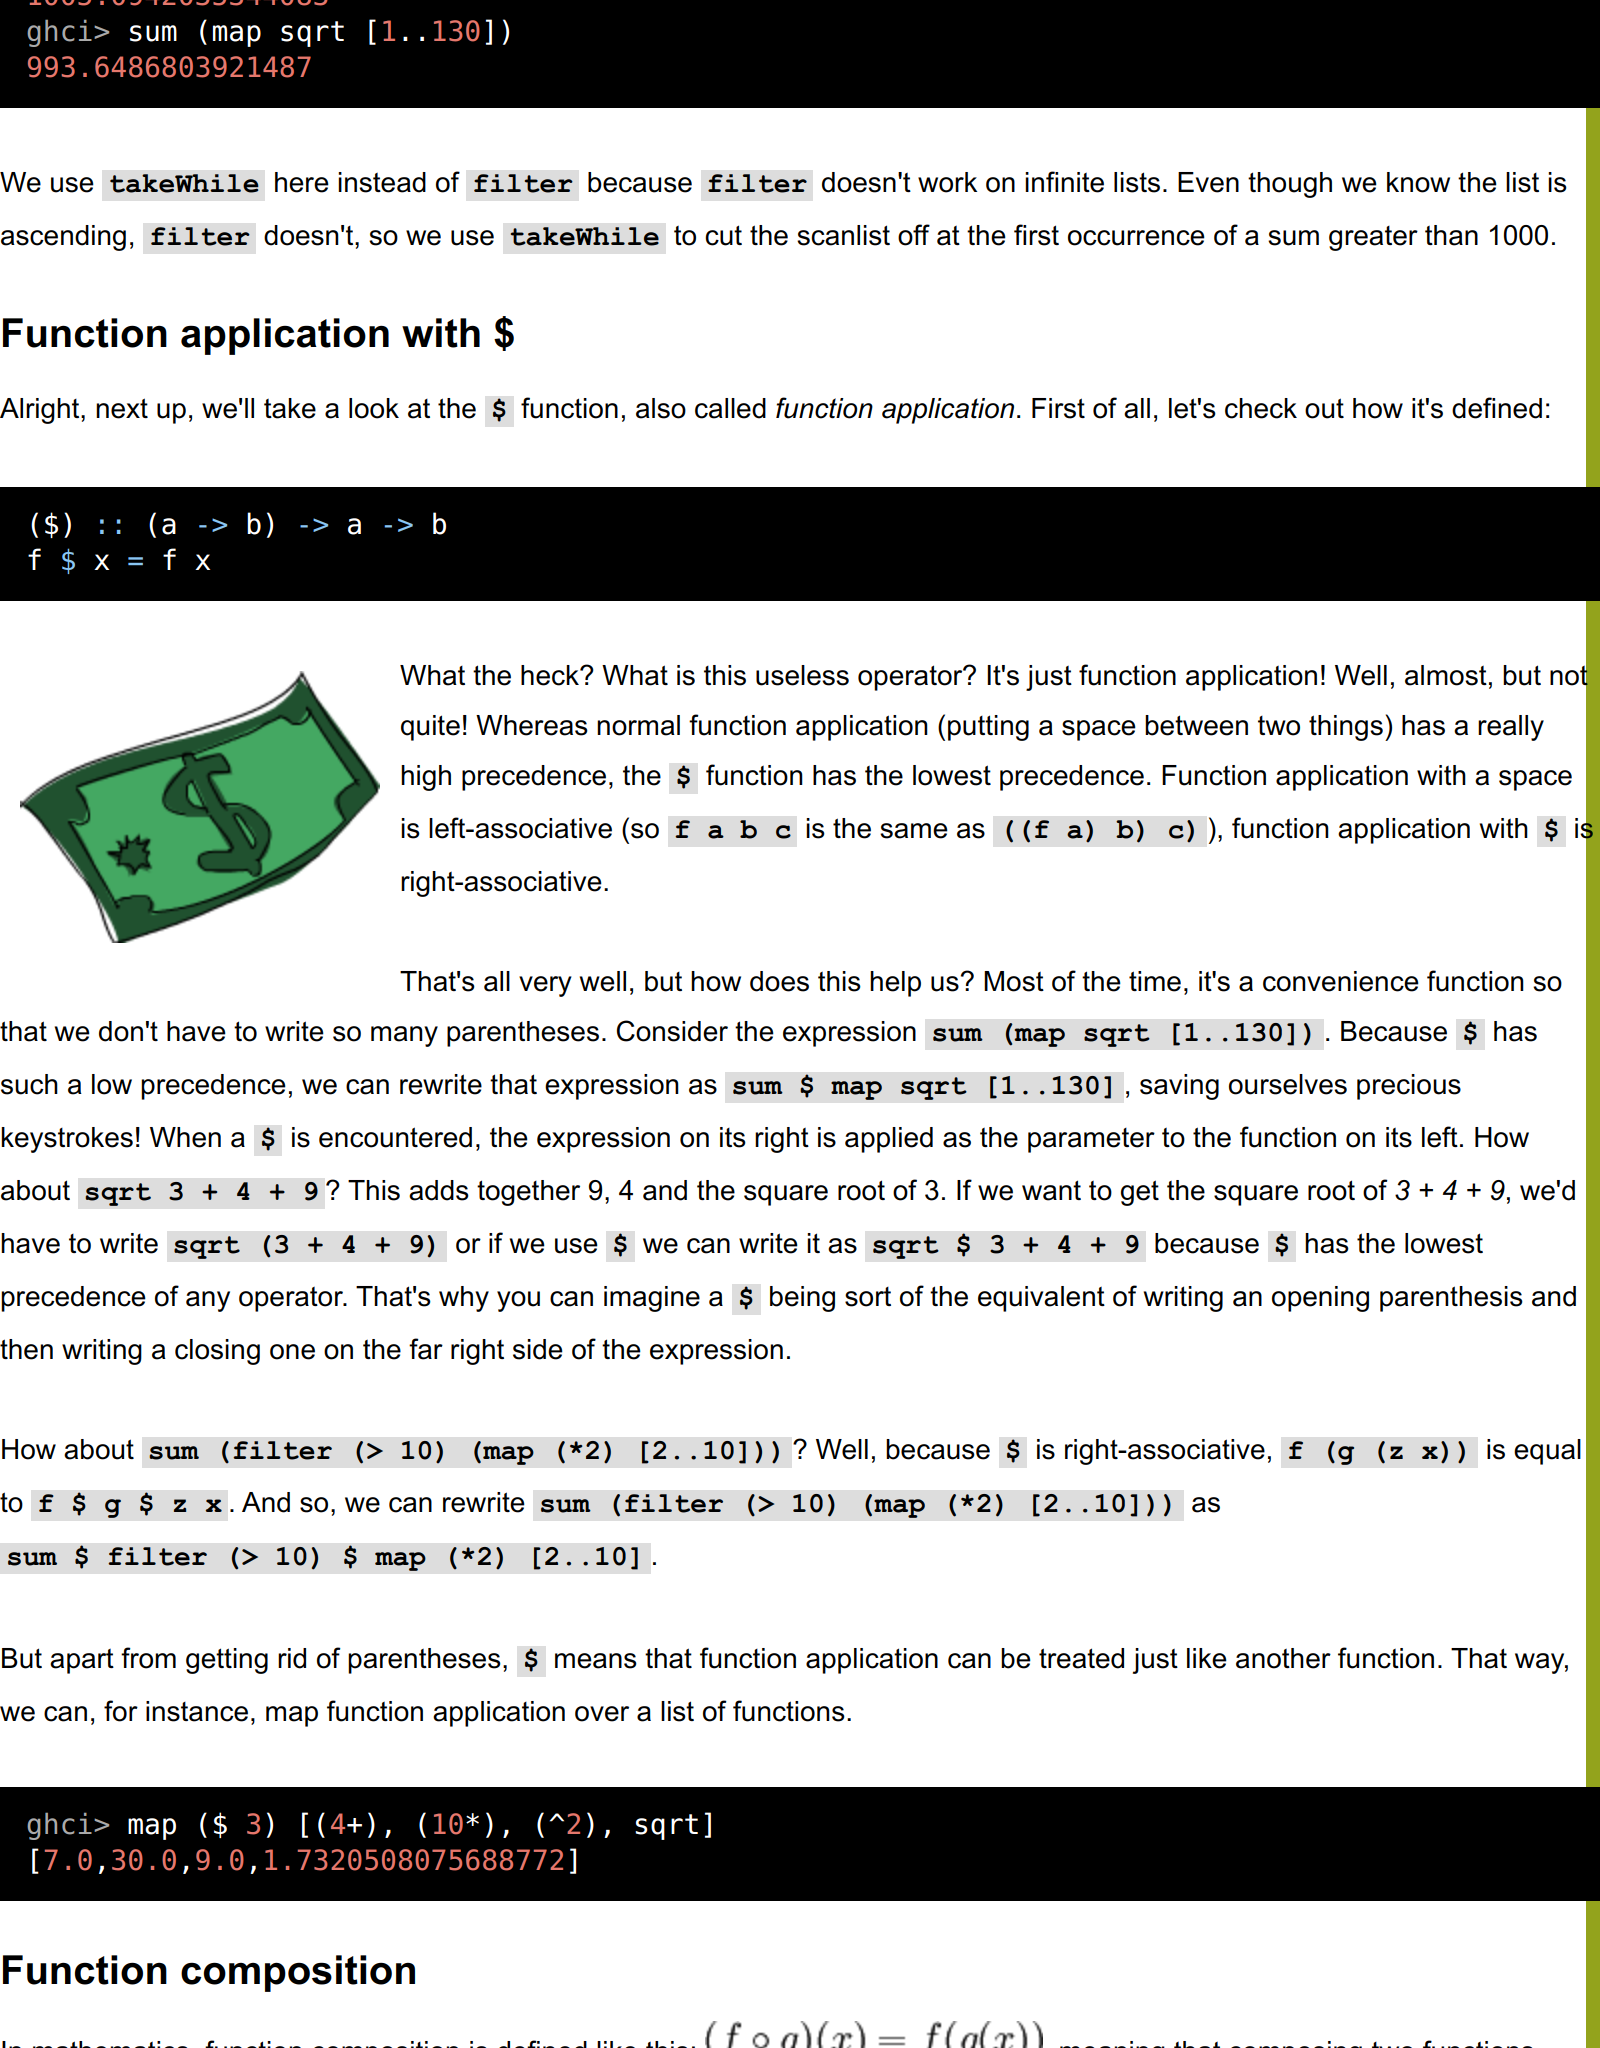 ghci> sum (map sqrt [1..130])
993.6486803921487
We use takeWhile here instead of filter because filter doesn't work on infinite lists. Even though we know the list is
ascending, filter doesn't, so we use takeWhile to cut the scanlist off at the first occurrence of a sum greater than 1000.
Function application with $
Alright, next up, we'll take a look at the $ function, also called function application. First of all, let's check out how it's defined:
($) :: (a -> b) -> a -> b
f $ x = f x
What the heck? What is this useless operator? It's just function application! Well, almost, but not
quite! Whereas normal function application (putting a space between two things) has a really
high precedence, the $ function has the lowest precedence. Function application with a space
is left-associative (so f a b c is the same as ((f a) b) c)), function application with $ is
right-associative.
That's all very well, but how does this help us? Most of the time, it's a convenience function so
that we don't have to write so many parentheses. Consider the expression sum (map sqrt [1..130]). Because $ has
such a low precedence, we can rewrite that expression as sum $ map sqrt [1..130], saving ourselves precious
keystrokes! When a $ is encountered, the expression on its right is applied as the parameter to the function on its left. How
about sqrt 3 + 4 + 9? This adds together 9, 4 and the square root of 3. If we want to get the square root of 3 + 4 + 9, we'd
have to write sqrt (3 + 4 + 9) or if we use $ we can write it as sqrt $ 3 + 4 + 9 because $ has the lowest
precedence of any operator. That's why you can imagine a $ being sort of the equivalent of writing an opening parenthesis and
then writing a closing one on the far right side of the expression.
How about sum (filter (> 10) (map (*2) [2..10]))? Well, because $ is right-associative, f (g (z x)) is equal
to f $ g $ z x. And so, we can rewrite sum (filter (> 10) (map (*2) [2..10])) as
sum $ filter (> 10) $ map (*2) [2..10].
But apart from getting rid of parentheses, $ means that function application can be treated just like another function. That way,
we can, for instance, map function application over a list of functions.
ghci> map ($ 3) [(4+), (10*), (^2), sqrt]
[7.0,30.0,9.0,1.7320508075688772]
Function composition
In mathematics, function composition is defined like this: (f ∘ g)(x) = f(g(x)), meaning that composing two functions